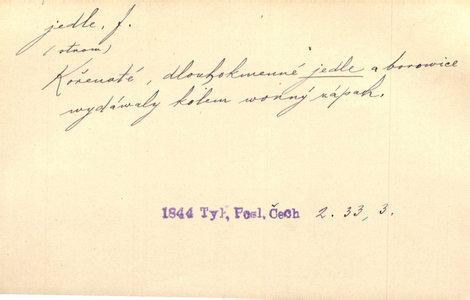 jedle, f.
(strom)
Kořenaté, dlouhokmenné jedle a borowice
wydáwaly kolem wonný zápach.
1844 Tyl, Posl, Čech 2. 33, 3.